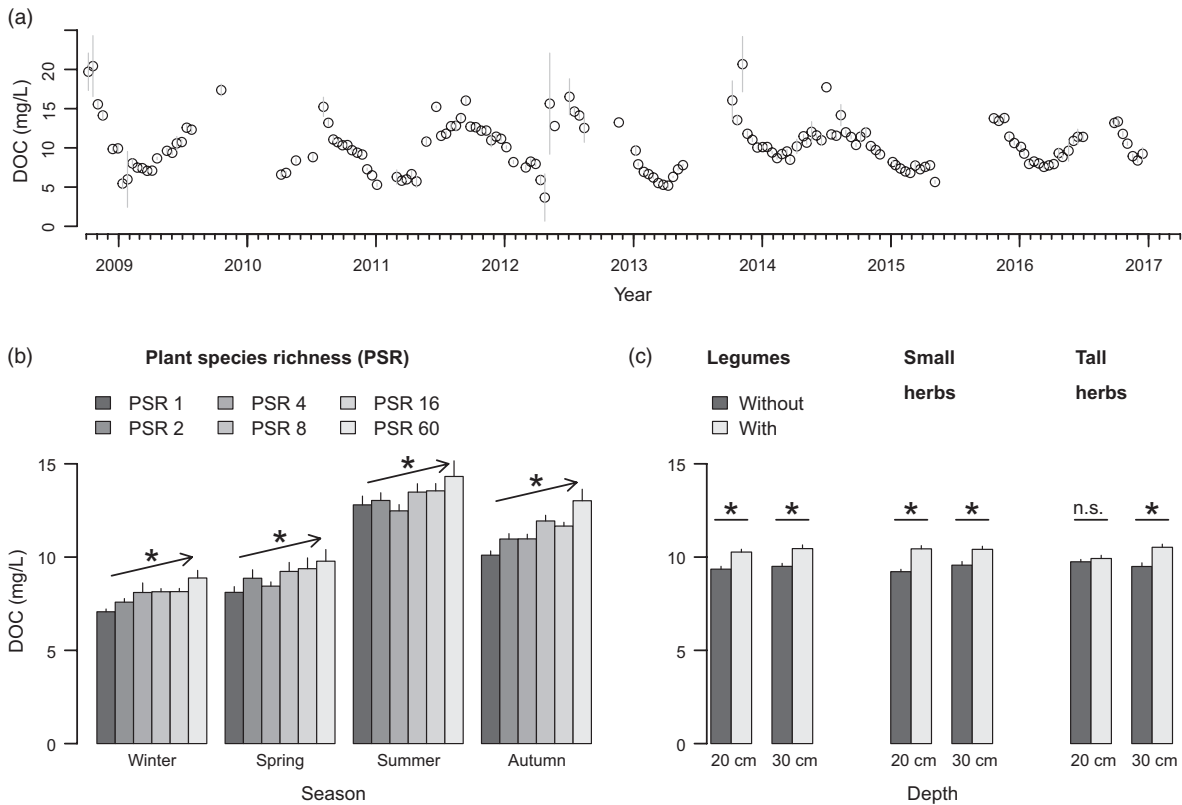 (a)
DOC (mg/L)
20
15
10
5
0
2009 2010 2011 2012 2013 2014 2015 2016 2017
Year
(b)
Plant species richness (PSR)
PSR 1 PSR 4 PSR 16
PSR 2 PSR 8 PSR 60
DOC (mg/L)
15
10
5
0
* * * *
Winter Spring Summer Autumn
Season
(c)
Legumes
Without
With
Small
herbs
Tall
herbs
15
10
5
0
* * * * n.s. *
20 cm 30 cm 20 cm 30 cm 20 cm 30 cm
Depth